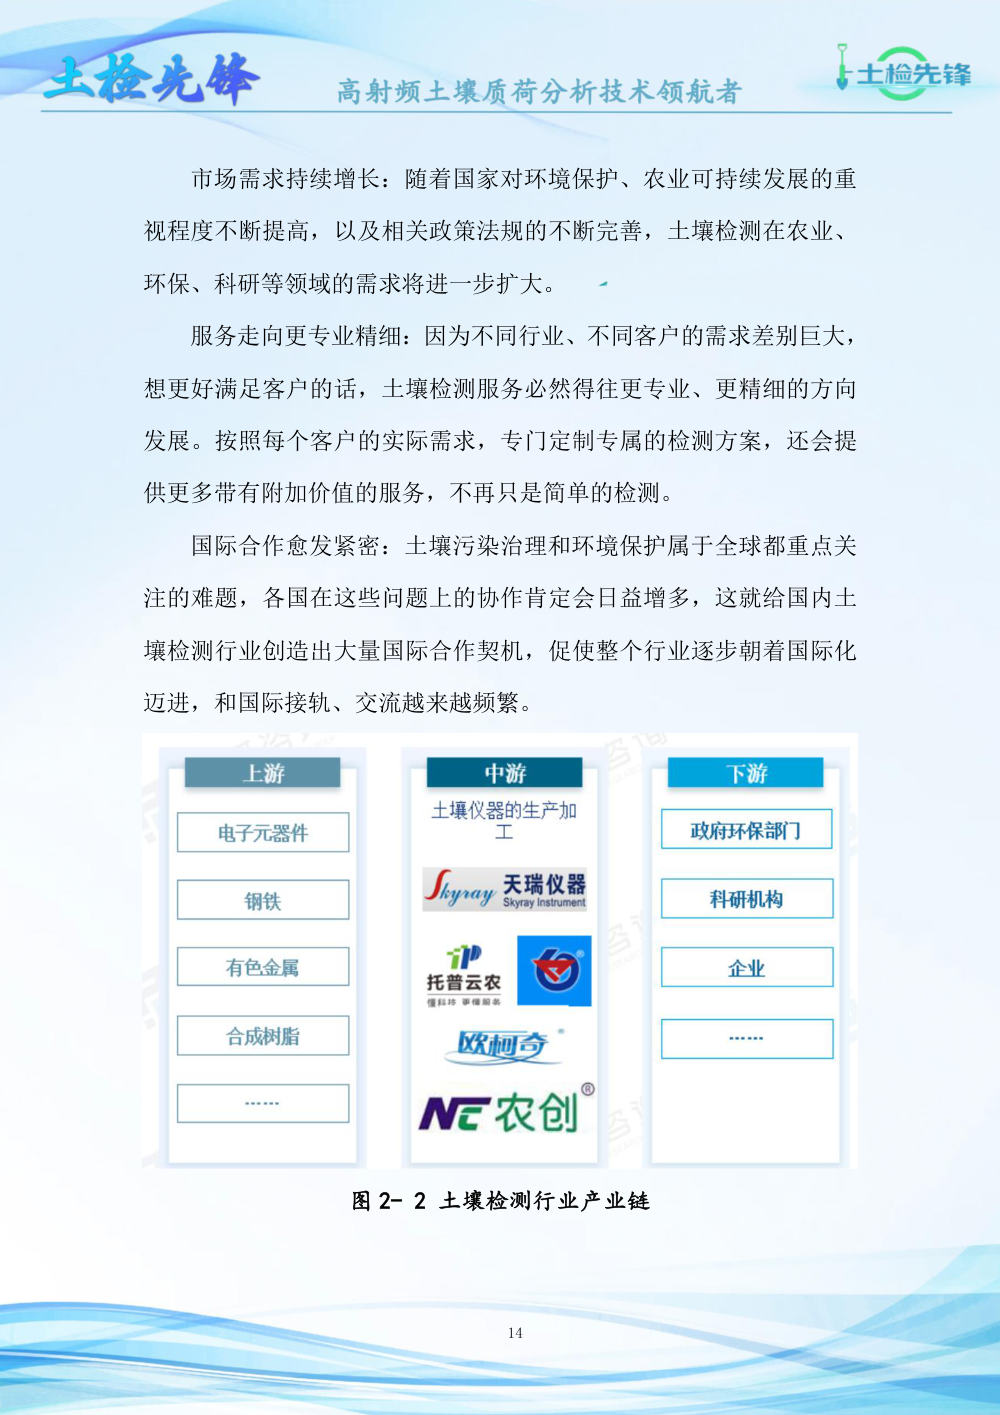 土检先锋
高射频土壤质荷分析技术领航者
土检先锋
市场需求持续增长：随着国家对环境保护、农业可持续发展的重
视程度不断提高，以及相关政策法规的不断完善，土壤检测在农业、
环保、科研等领域的需求将进一步扩大。
服务走向更专业精细：因为不同行业、不同客户的需求差别巨大，
想更好满足客户的话，土壤检测服务必然得往更专业、更精细的方向
发展。按照每个客户的实际需求，专门定制专属的检测方案，还会提
供更多带有附加价值的服务，不再只是简单的检测。
国际合作愈发紧密：土壤污染治理和环境保护属于全球都重点关
注的难题，各国在这些问题上的协作肯定会日益增多，这就给国内土
壤检测行业创造出大量国际合作契机，促使整个行业逐步朝着国际化
迈进，和国际接轨、交流越来越频繁。
上游
电子元器件
钢铁
有色金属
合成树脂
……
中游
土壤仪器的生产加
工
Skyray 天瑞仪器
Skyray Instrument
托普云农
懂科技 更懂服务
®
欧柯奇
NC农创®
下游
政府环保部门
科研机构
企业
……
图 2- 2 土壤检测行业产业链
14